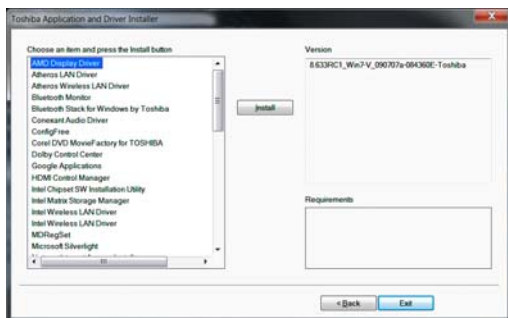 Toshiba Application and Driver Installer
Choose an item and press the Install button
AMD Display Driver
Atheros LAN Driver
Atheros Wireless LAN Driver
Bluetooth Monitor
Bluetooth Stack for Windows by Toshiba
Conexant Audio Driver
ConfigFree
Corel DVD MovieFactory for TOSHIBA
Dolby Control Center
Google Applications
HDMI Control Manager
Intel Chipset SW Installation Utility
Intel Matrix Storage Manager
Intel Wireless LAN Driver
Intel Wireless LAN Driver
MDRegSet
Microsoft Silverlight
Install
Version
8.633RC1_Win7-V_090707a-084360E-Toshiba
Requirements
< Back
Exit